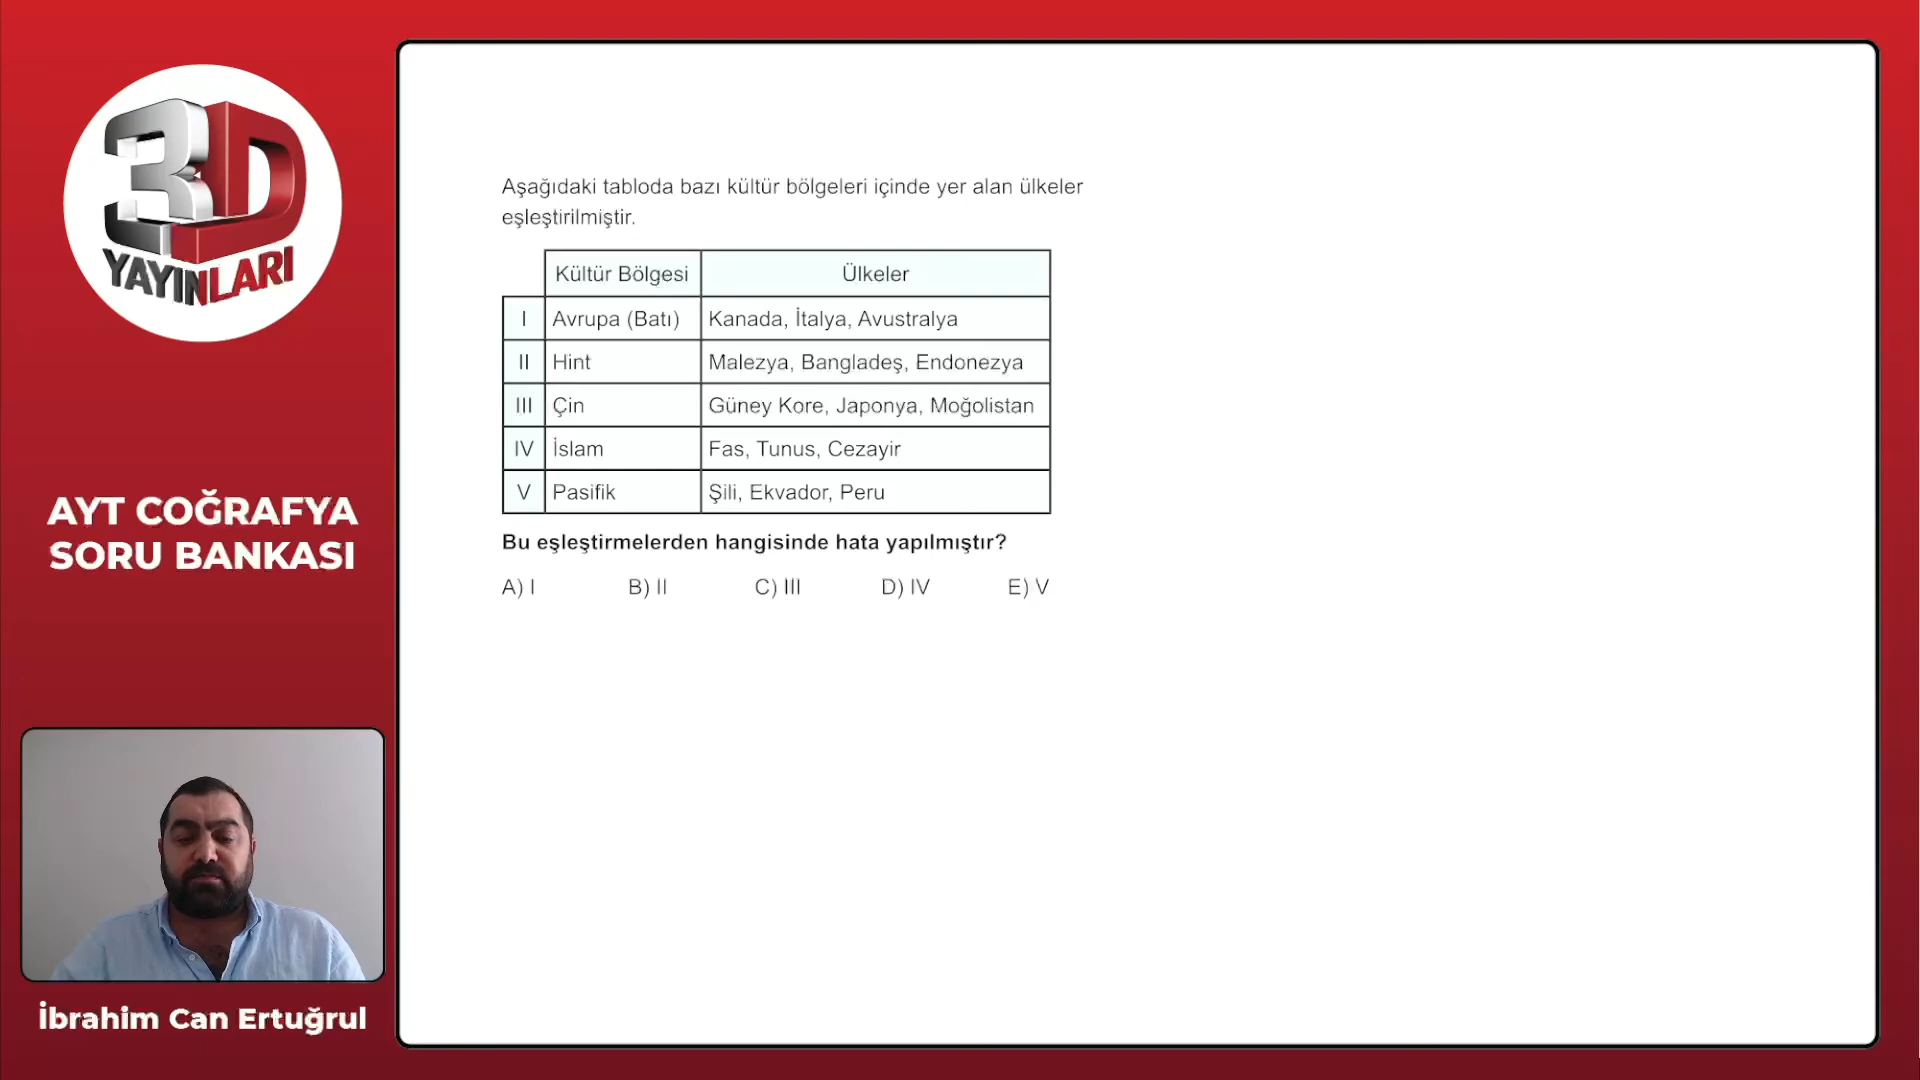 3D
YAYINLARI
AYT COĞRAFYA
SORU BANKASI
İbrahim Can Ertuğrul
Aşağıdaki tabloda bazı kültür bölgeleri içinde yer alan ülkeler
eşleştirilmiştir.
Kültür Bölgesi Ülkeler
I Avrupa (Batı) Kanada, İtalya, Avustralya
II Hint Malezya, Bangladeş, Endonezya
III Çin Güney Kore, Japonya, Moğolistan
IV İslam Fas, Tunus, Cezayir
V Pasifik Şili, Ekvador, Peru
Bu eşleştirmelerden hangisinde hata yapılmıştır?
A) I B) II C) III D) IV E) V